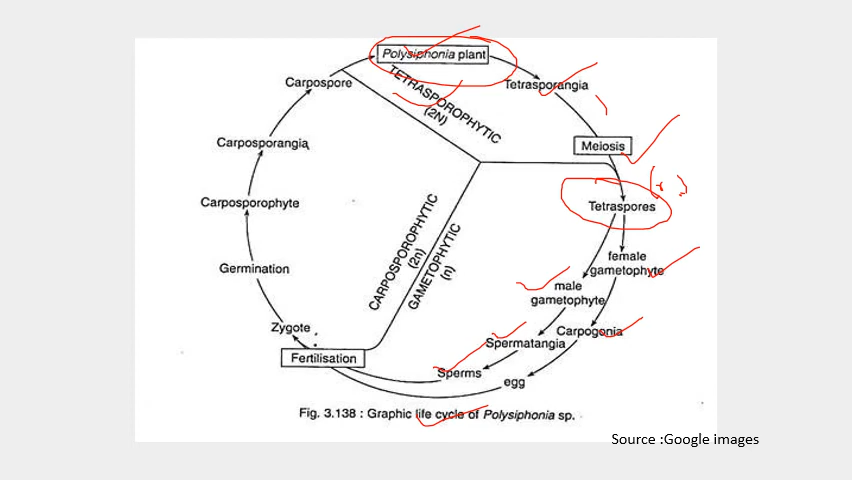 Polysiphonia plant
Tetrasporangia
Meiosis
Tetraspores
(n)
female
gametophyte
male
gametophyte
Carpogonia
Spermatangia
Sperms
egg
Fertilisation
Zygote
Germination
Carposporophyte
Carposporangia
Carpospore
TETRASPOROPHYTIC
(2N)
CARPOSPOROPHYTIC
(2n)
GAMETOPHYTIC
(n)
Fig. 3.138 : Graphic life cycle of Polysiphonia sp.
Source :Google images